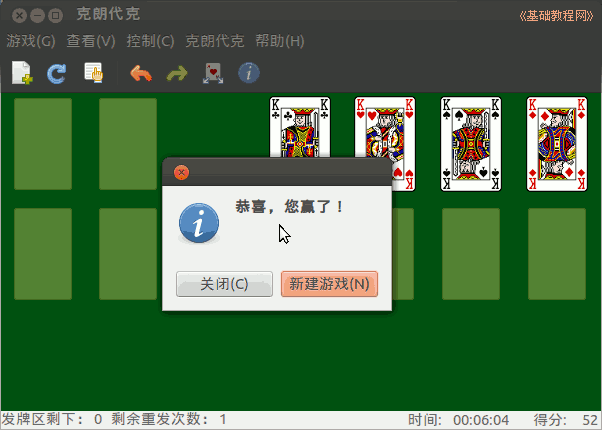 克朗代克
《基础教程网》
游戏(G) 查看(V) 控制(C) 克朗代克 帮助(H)
K K K K K K K K
恭喜，您赢了！
关闭(C) 新建游戏(N)
K K K K
发牌区剩下: 0 剩余重发次数: 1 时间: 00:06:04 得分: 52